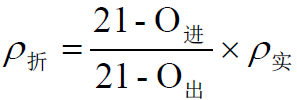 ρ折 = (21 - O进) / (21 - O出) × ρ实